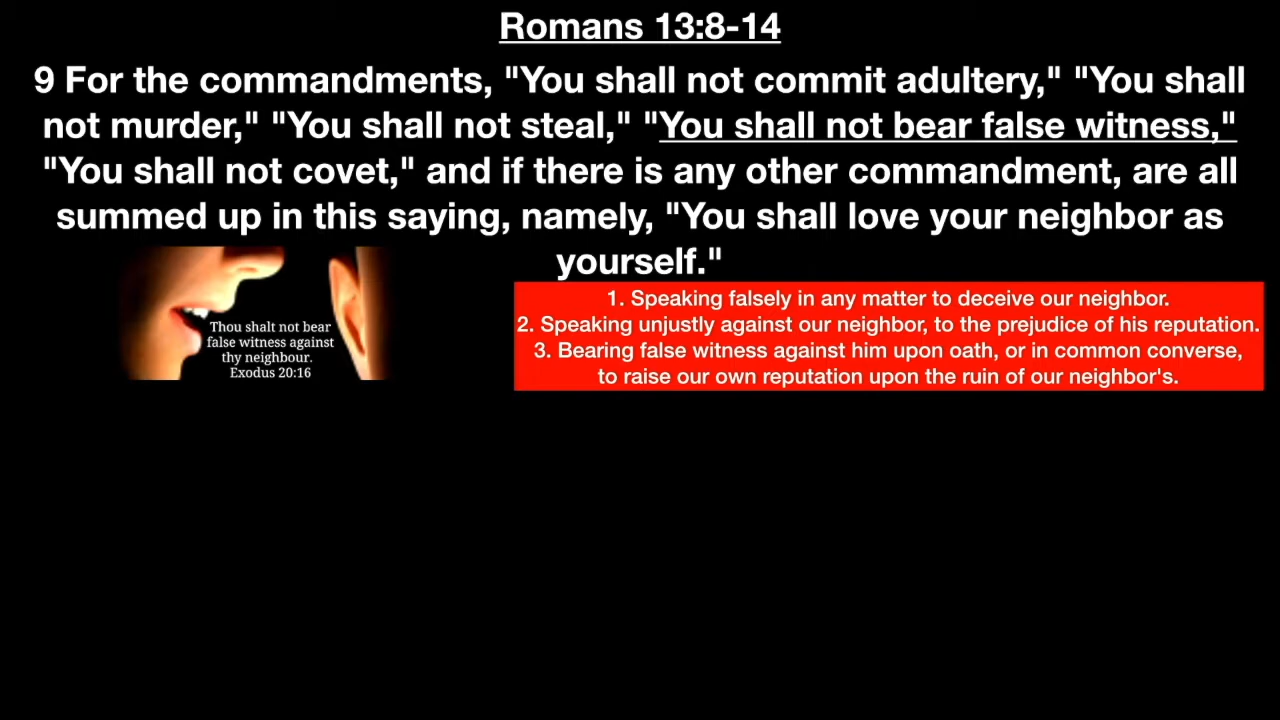 Romans 13:8-14
9 For the commandments, "You shall not commit adultery," "You shall
not murder," "You shall not steal," "You shall not bear false witness,"
"You shall not covet," and if there is any other commandment, are all
summed up in this saying, namely, "You shall love your neighbor as
yourself."
Thou shalt not bear
false witness against
thy neighbour.
Exodus 20:16
1. Speaking falsely in any matter to deceive our neighbor.
2. Speaking unjustly against our neighbor, to the prejudice of his reputation.
3. Bearing false witness against him upon oath, or in common converse,
to raise our own reputation upon the ruin of our neighbor's.